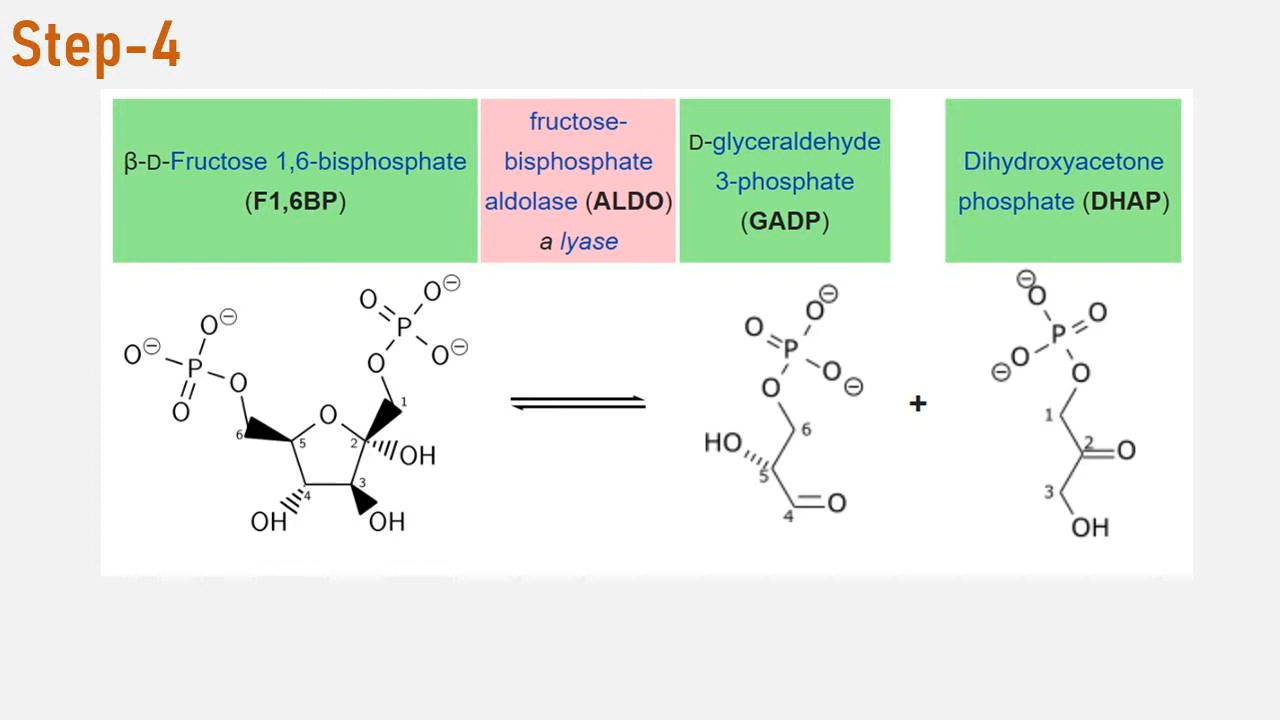 Step-4
β-D-Fructose 1,6-bisphosphate
(F1,6BP)
fructose-
bisphosphate
aldolase (ALDO)
a lyase
D-glyceraldehyde
3-phosphate
(GADP)
Dihydroxyacetone
phosphate (DHAP)
O O⊖
P
O O⊖
O⊖
O⊖ P O
O
6 5 O 2 1
OH
4 3
OH OH
O⊖
O P
O O⊖
6
HO
5
4 O
+
⊖
O
P O
⊖ O
O
1
2 O
3
OH